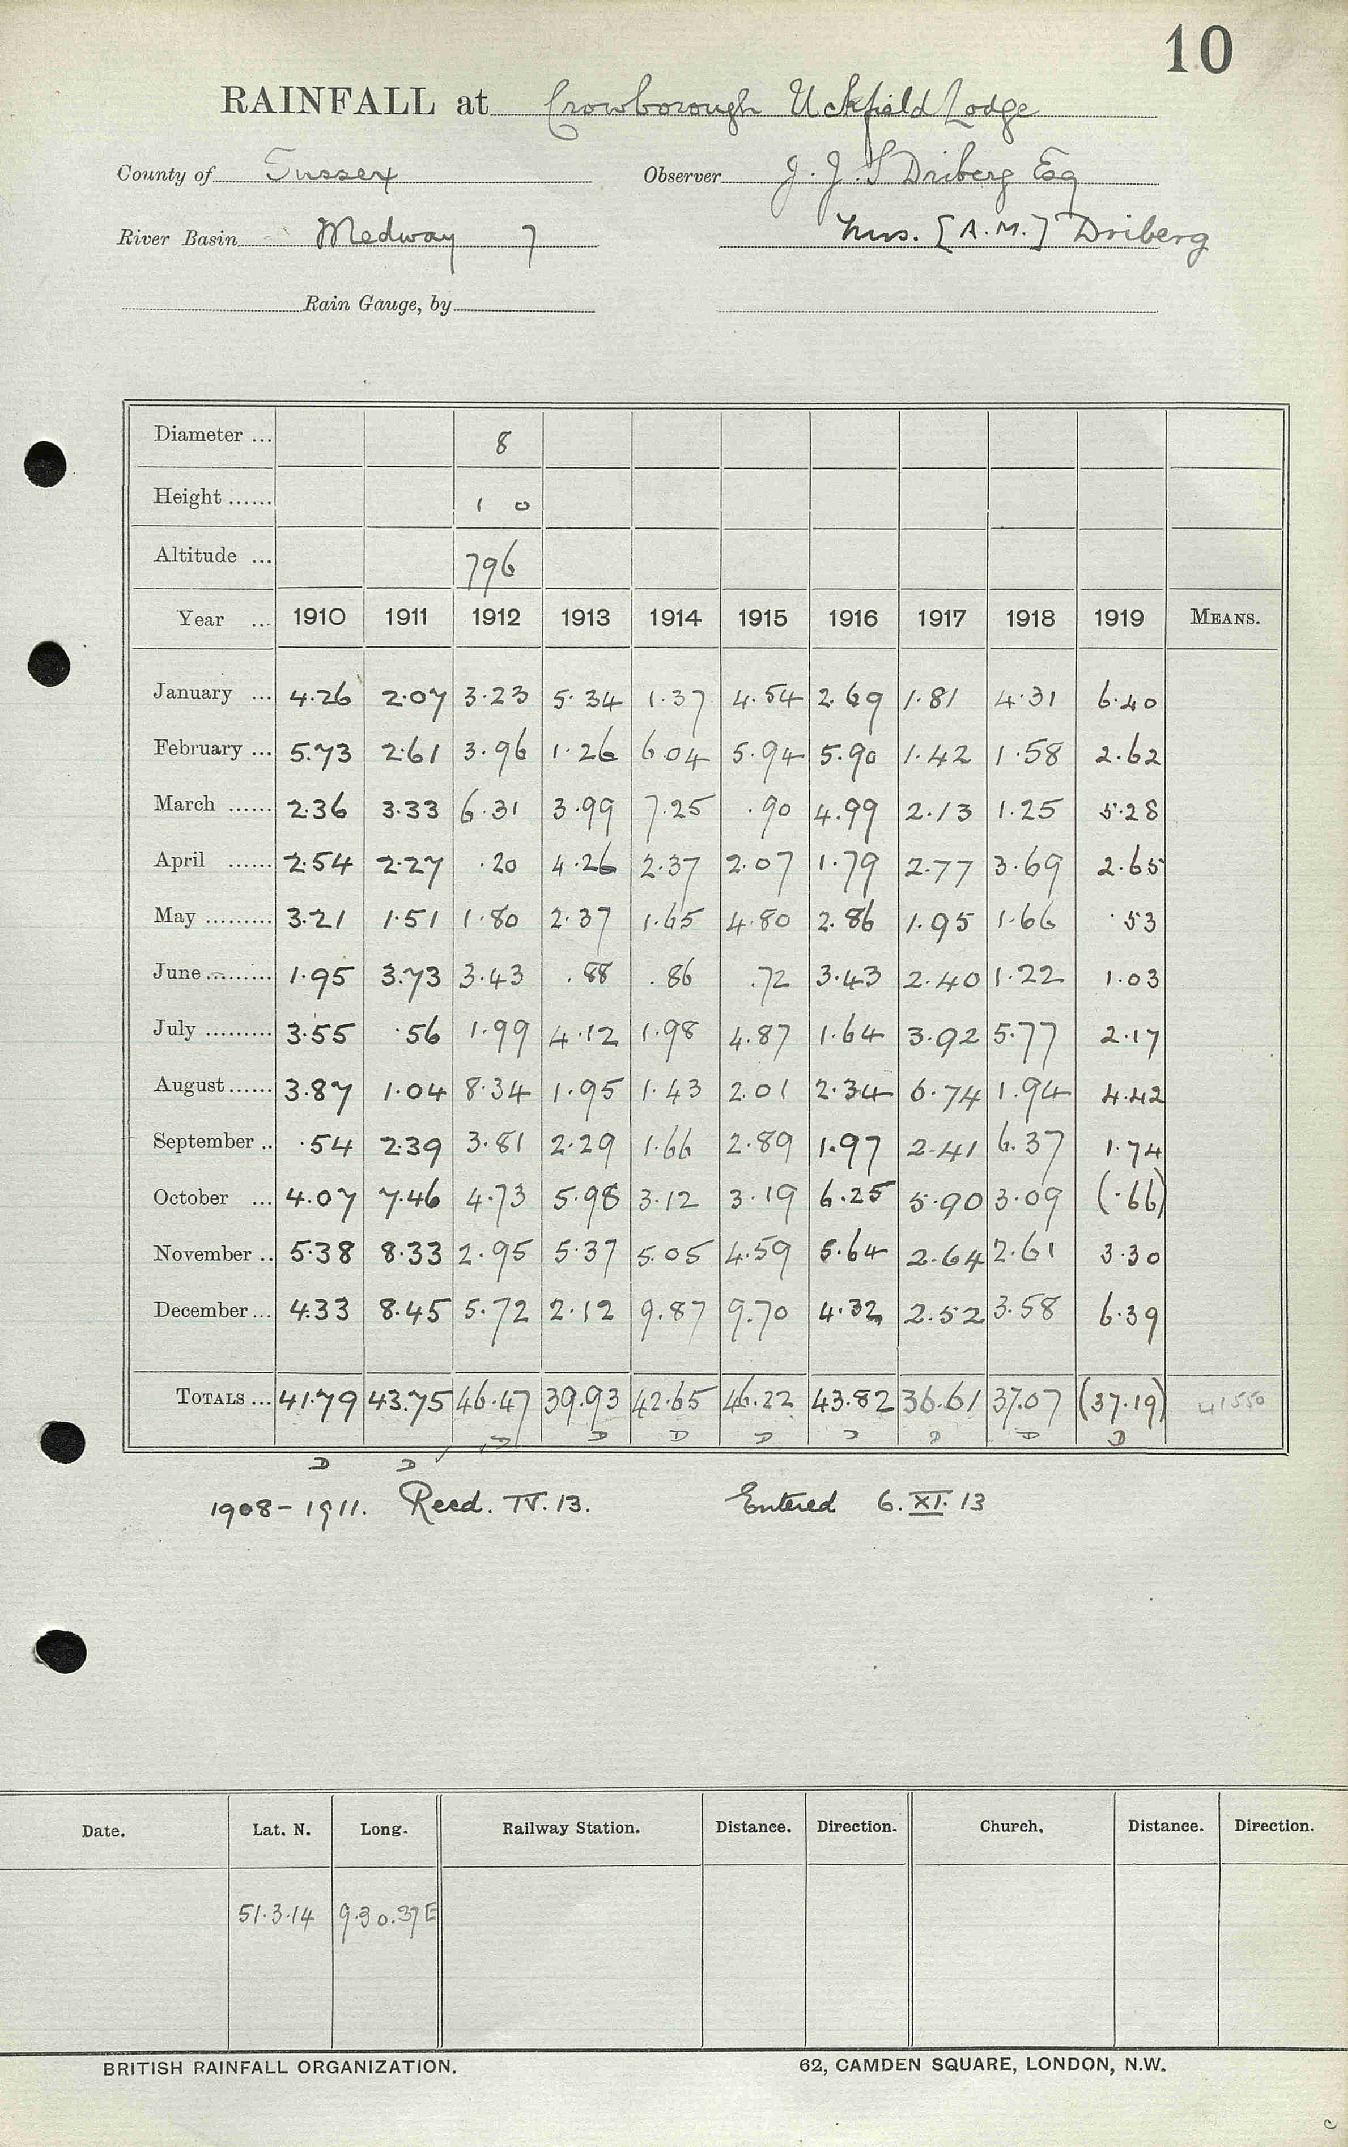 10
RAINFALL at Crowborough Uckfield Lodge
County of Sussex Observer J. J. S Driberg Esq
River Basin Medway 7 Mrs. [A.M.] Driberg
Rain Gauge, by
Diameter ... 8
Height ...... 1 0
Altitude ... 796
Year ... 1910 1911 1912 1913 1914 1915 1916 1917 1918 1919 MEANS.
January ... 4.26 2.07 3.23 5.34 1.37 4.54 2.69 1.81 4.31 6.40
February ... 5.73 2.61 3.96 1.26 6.04 5.94 5.90 1.42 1.58 2.62
March ...... 2.36 3.33 6.31 3.99 7.25 .90 4.99 2.13 1.25 5.28
April ...... 2.54 2.27 .20 4.26 2.37 2.07 1.79 2.77 3.69 2.65
May ......... 3.21 1.51 1.80 2.37 1.65 4.80 2.86 1.95 1.66 .53
June ......... 1.95 3.73 3.43 .88 .86 .72 3.43 2.40 1.22 1.03
July ......... 3.55 .56 1.99 4.12 1.98 4.87 1.64 3.92 5.77 2.17
August ...... 3.87 1.04 8.34 1.95 1.43 2.01 2.34 6.74 1.94 4.42
September .. .54 2.39 3.81 2.29 1.66 2.89 1.97 2.41 6.37 1.74
October ... 4.07 7.46 4.73 5.98 3.12 3.19 6.25 5.90 3.09 (.66)
November .. 5.38 8.33 2.95 5.37 5.05 4.59 5.64 2.64 2.61 3.30
December ... 4.33 8.45 5.72 2.12 9.87 9.70 4.32 2.52 3.58 6.39
TOTALS ... 41.79 43.75 46.47 39.93 42.65 46.22 43.82 36.61 37.07 (37.19) 41550
D D D D D D D D
D D
1908-1911. Recd. IV. 13. Entered 6. XI. 13
Date. Lat. N. Long. Railway Station. Distance. Direction. Church. Distance. Direction.
51.3.14 9.30.37E
BRITISH RAINFALL ORGANIZATION. 62, CAMDEN SQUARE, LONDON, N.W.
c